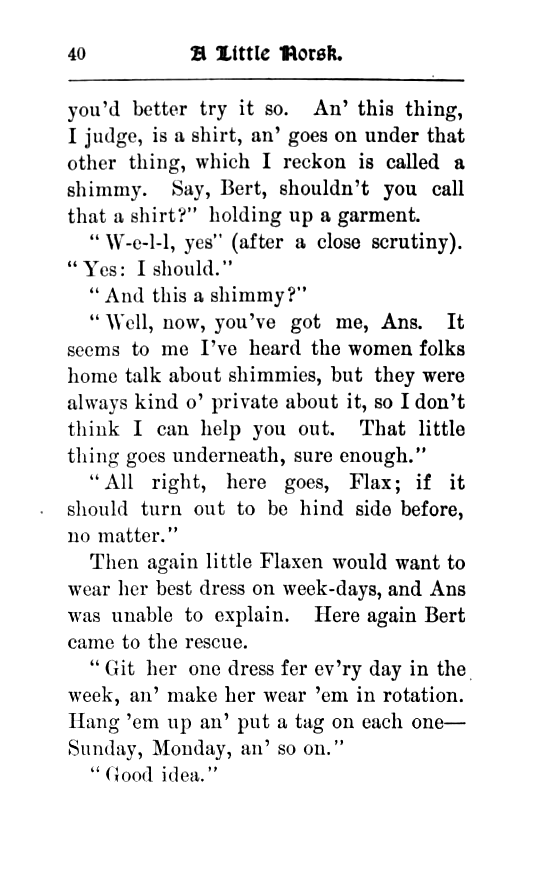 40 A Little Norsk.
you'd better try it so. An' this thing,
I judge, is a shirt, an' goes on under that
other thing, which I reckon is called a
shimmy. Say, Bert, shouldn't you call
that a shirt?" holding up a garment.
"W-e-l-l, yes" (after a close scrutiny).
"Yes: I should."
"And this a shimmy?"
"Well, now, you've got me, Ans. It
seems to me I've heard the women folks
home talk about shimmies, but they were
always kind o' private about it, so I don't
think I can help you out. That little
thing goes underneath, sure enough."
"All right, here goes, Flax; if it
should turn out to be hind side before,
no matter."
Then again little Flaxen would want to
wear her best dress on week-days, and Ans
was unable to explain. Here again Bert
came to the rescue.
"Git her one dress fer ev'ry day in the
week, an' make her wear 'em in rotation.
Hang 'em up an' put a tag on each one—
Sunday, Monday, an' so on."
"Good idea."